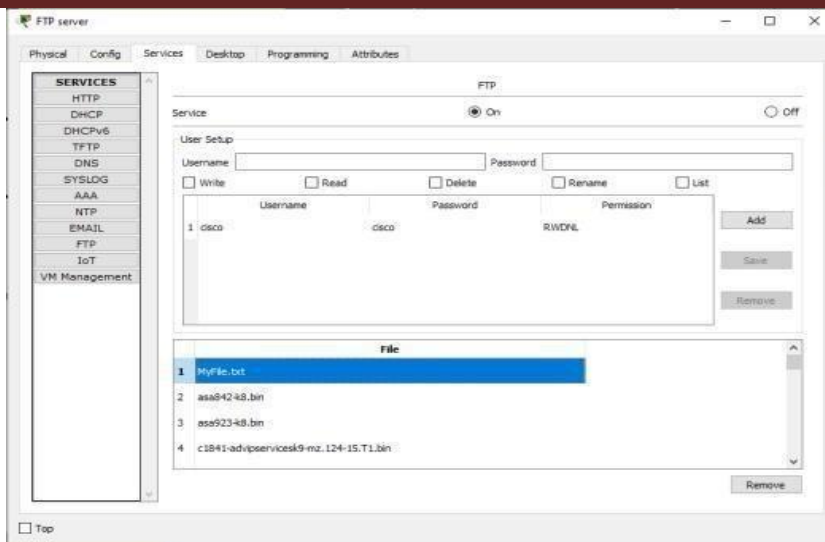 FTP server
Physical Config Services Desktop Programming Attributes
SERVICES
HTTP
DHCP
DHCPv6
TFTP
DNS
SYSLOG
AAA
NTP
EMAIL
FTP
IoT
VM Management
FTP
Service On Off
User Setup
Username Password
Write Read Delete Rename List
Username Password Permission
1 cisco cisco RWDNL
Add
Save
Remove
File
1 MyFile.txt
2 asa842-k8.bin
3 asa923-k8.bin
4 c1841-advipservicesk9-mz.124-15.T1.bin
Remove
Top